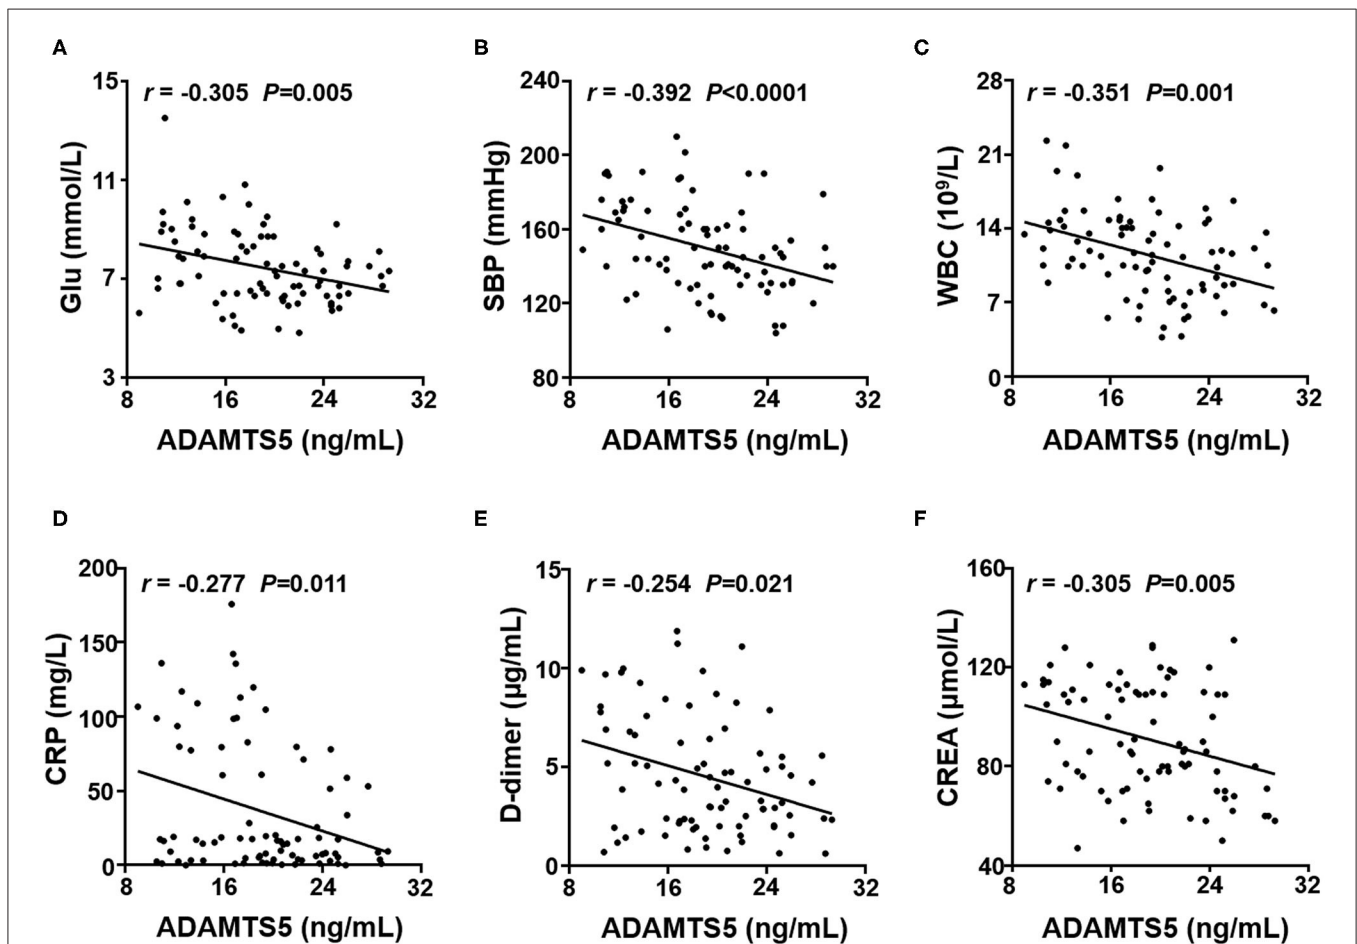 A
r = -0.305 P=0.005
Glu (mmol/L)
15
11
7
3
8 16 24 32
ADAMTS5 (ng/mL)
B
r = -0.392 P<0.0001
SBP (mmHg)
240
200
160
120
80
8 16 24 32
ADAMTS5 (ng/mL)
C
r = -0.351 P=0.001
WBC (10⁹/L)
28
21
14
7
0
8 16 24 32
ADAMTS5 (ng/mL)
D
r = -0.277 P=0.011
CRP (mg/L)
200
150
100
50
0
8 16 24 32
ADAMTS5 (ng/mL)
E
r = -0.254 P=0.021
D-dimer (μg/mL)
15
10
5
0
8 16 24 32
ADAMTS5 (ng/mL)
F
r = -0.305 P=0.005
CREA (μmol/L)
160
120
80
40
8 16 24 32
ADAMTS5 (ng/mL)